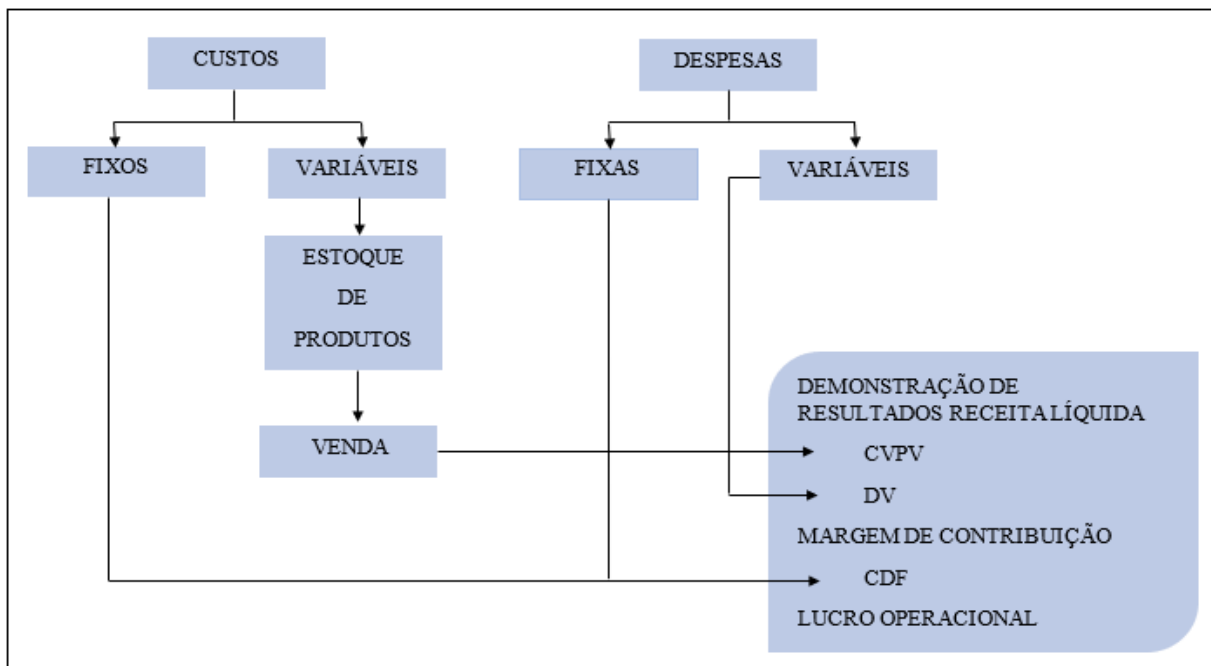 CUSTOS
DESPESAS
FIXOS
VARIÁVEIS
FIXAS
VARIÁVEIS
ESTOQUE
DE
PRODUTOS
VENDA
DEMONSTRAÇÃO DE
RESULTADOS RECEITA LÍQUIDA
CVPV
DV
MARGEM DE CONTRIBUIÇÃO
CDF
LUCRO OPERACIONAL